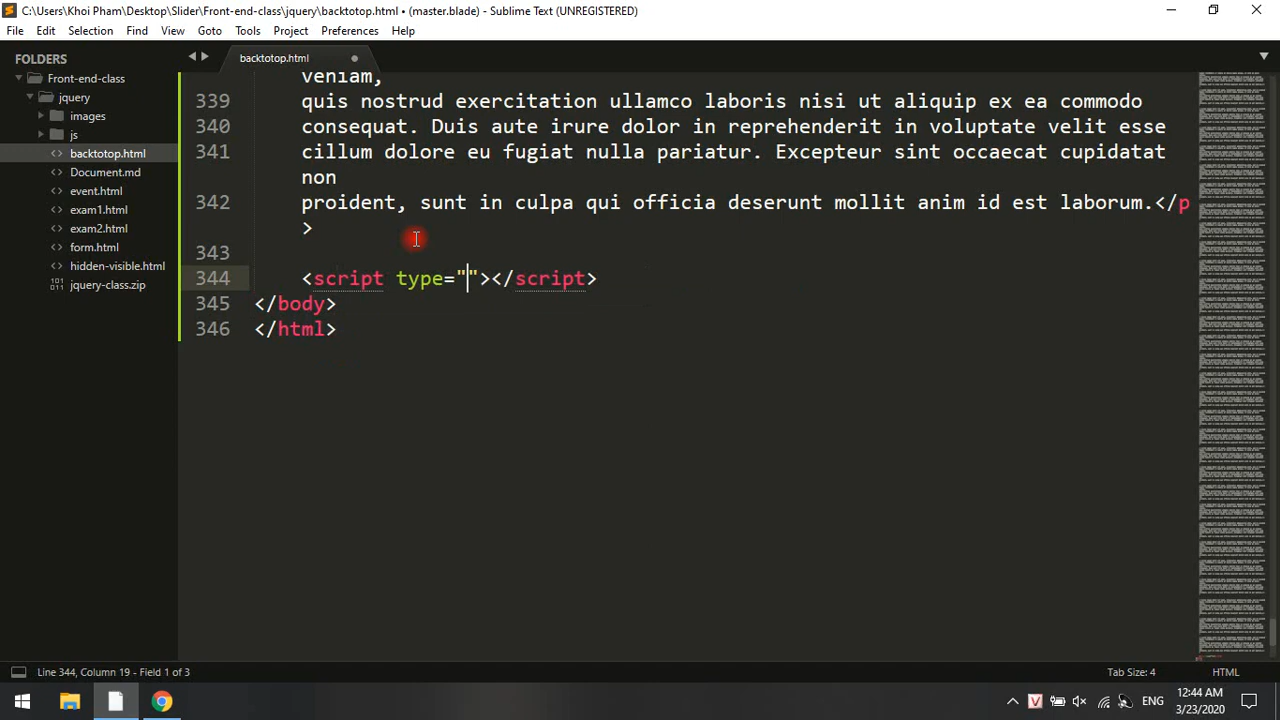 C:\Users\Khoi Pham\Desktop\Slider\Front-end-class\jquery\backtotop.html • (master.blade) - Sublime Text (UNREGISTERED)
File Edit Selection Find View Goto Tools Project Preferences Help
FOLDERS
Front-end-class
jquery
images
js
backtotop.html
Document.md
event.html
exam1.html
exam2.html
form.html
hidden-visible.html
jquery-class.zip
backtotop.html
veniam,
339 quis nostrud exercitation ullamco laboris nisi ut aliquip ex ea commodo
340 consequat. Duis aute irure dolor in reprehenderit in voluptate velit esse
341 cillum dolore eu fugiat nulla pariatur. Excepteur sint occaecat cupidatat
non
342 proident, sunt in culpa qui officia deserunt mollit anim id est laborum.</p
>
343
344 <script type=""></script>
345 </body>
346 </html>
Line 344, Column 19 - Field 1 of 3
Tab Size: 4
HTML
V
ENG
12:44 AM
3/23/2020